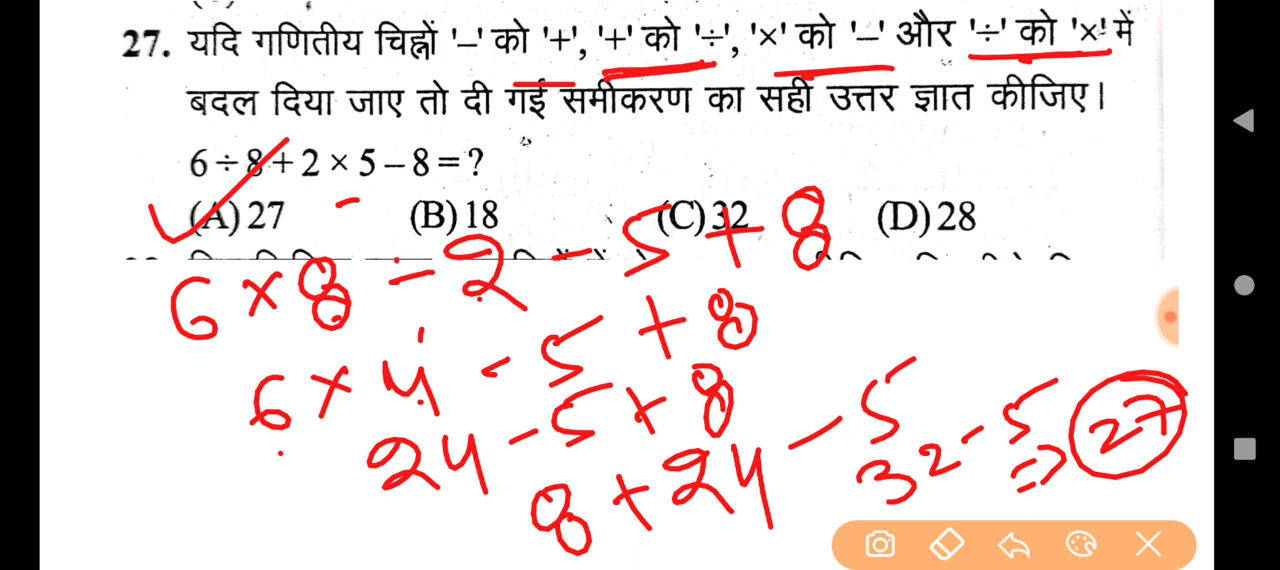 27. यदि गणितीय चिह्नों '–' को '+', '+' को '÷', '×' को '–' और '÷' को '×' में
बदल दिया जाए तो दी गई समीकरण का सही उत्तर ज्ञात कीजिए।
6 ÷ 8 + 2 × 5 – 8 = ?
(A) 27 (B) 18 (C) 32 (D) 28
6 × 8 ÷ 2 – 5 + 8
6 × 4 – 5 + 8
24 – 5 + 8
8 + 24 – 5
32 – 5 => 27